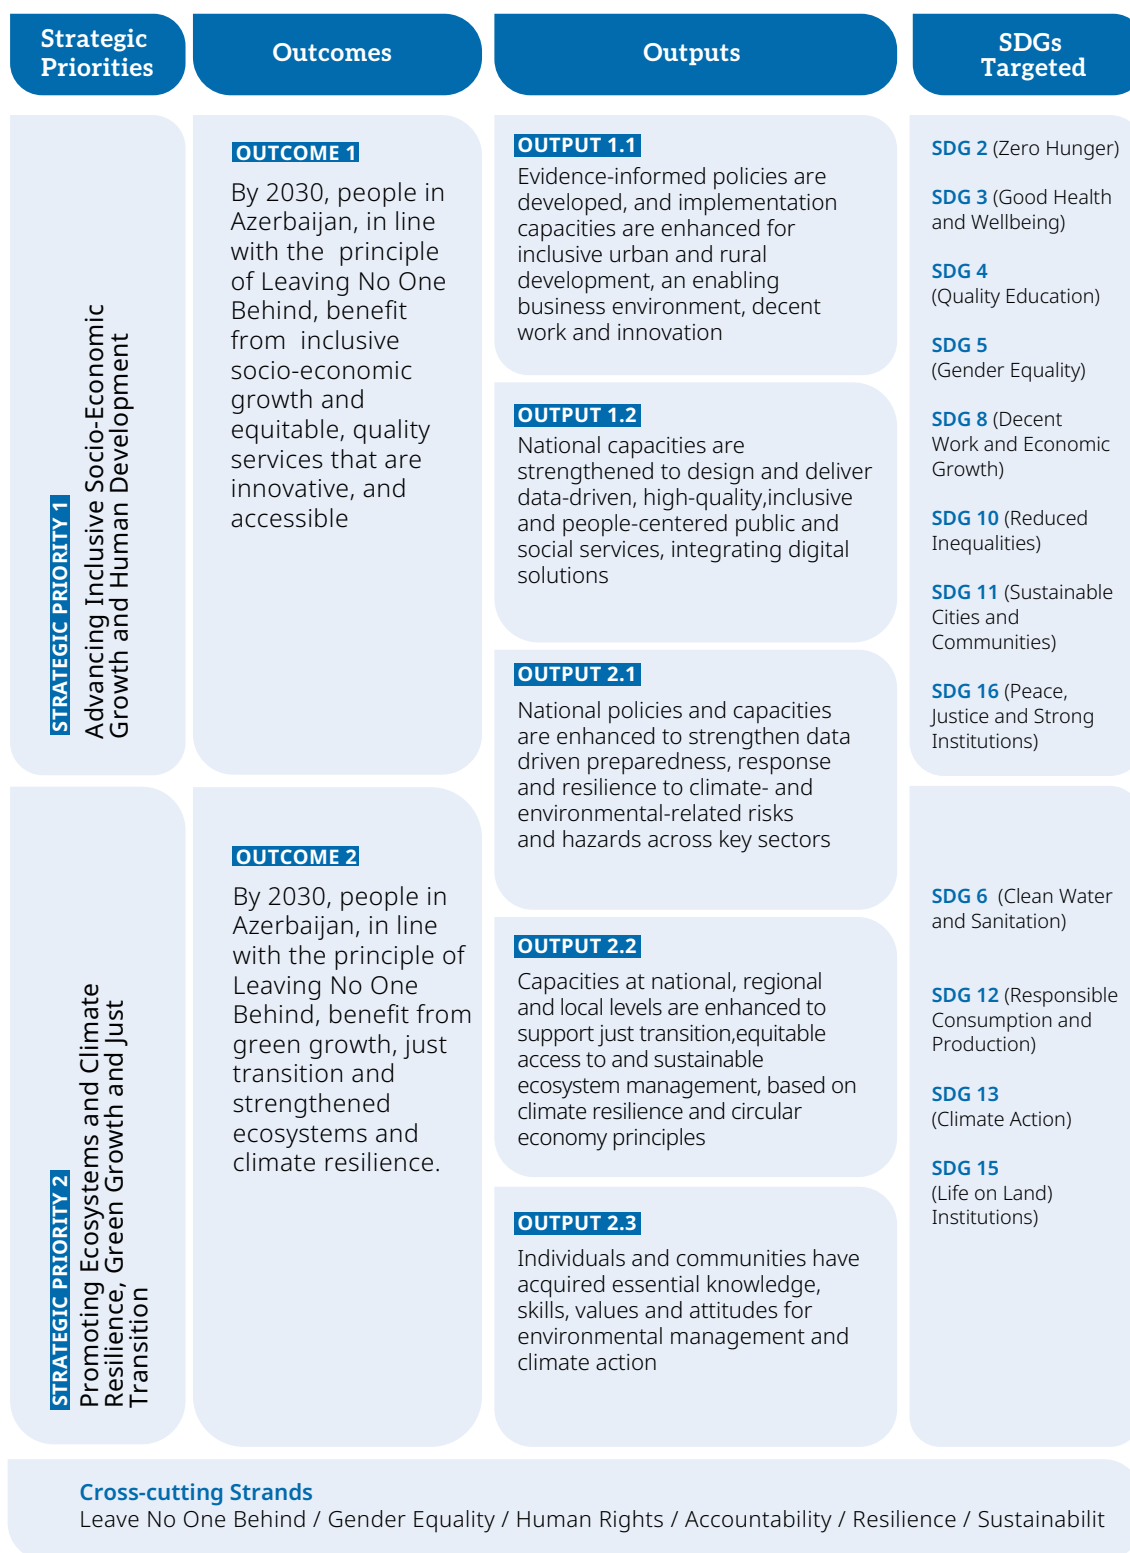 Strategic
Priorities
Outcomes
Outputs
SDGs
Targeted
STRATEGIC PRIORITY 1
Advancing Inclusive Socio-Economic
Growth and Human Development
OUTCOME 1
By 2030, people in
Azerbaijan, in line
with the principle
of Leaving No One
Behind, benefit
from inclusive
socio-economic
growth and
equitable, quality
services that are
innovative, and
accessible
OUTPUT 1.1
Evidence-informed policies are
developed, and implementation
capacities are enhanced for
inclusive urban and rural
development, an enabling
business environment, decent
work and innovation
OUTPUT 1.2
National capacities are
strengthened to design and deliver
data-driven, high-quality,inclusive
and people-centered public and
social services, integrating digital
solutions
SDG 2 (Zero Hunger)
SDG 3 (Good Health
and Wellbeing)
SDG 4
(Quality Education)
SDG 5
(Gender Equality)
SDG 8 (Decent
Work and Economic
Growth)
SDG 10 (Reduced
Inequalities)
SDG 11 (Sustainable
Cities and
Communities)
SDG 16 (Peace,
Justice and Strong
Institutions)
STRATEGIC PRIORITY 2
Promoting Ecosystems and Climate
Resilience, Green Growth and Just
Transition
OUTCOME 2
By 2030, people in
Azerbaijan, in line
with the principle of
Leaving No One
Behind, benefit from
green growth, just
transition and
strengthened
ecosystems and
climate resilience.
OUTPUT 2.1
National policies and capacities
are enhanced to strengthen data
driven preparedness, response
and resilience to climate- and
environmental-related risks
and hazards across key sectors
OUTPUT 2.2
Capacities at national, regional
and local levels are enhanced to
support just transition,equitable
access to and sustainable
ecosystem management, based on
climate resilience and circular
economy principles
OUTPUT 2.3
Individuals and communities have
acquired essential knowledge,
skills, values and attitudes for
environmental management and
climate action
SDG 6 (Clean Water
and Sanitation)
SDG 12 (Responsible
Consumption and
Production)
SDG 13
(Climate Action)
SDG 15
(Life on Land)
Institutions)
Cross-cutting Strands
Leave No One Behind / Gender Equality / Human Rights / Accountability / Resilience / Sustainabilit